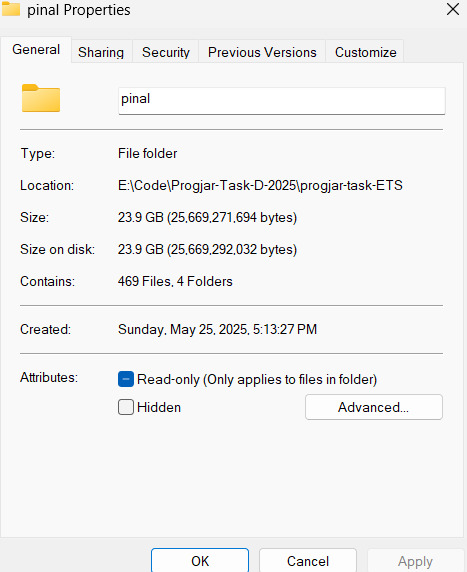 pinal Properties
General Sharing Security Previous Versions Customize
pinal
Type: File folder
Location: E:\Code\Progjar-Task-D-2025\progjar-task-ETS
Size: 23.9 GB (25,669,271,694 bytes)
Size on disk: 23.9 GB (25,669,292,032 bytes)
Contains: 469 Files, 4 Folders
Created: Sunday, May 25, 2025, 5:13:27 PM
Attributes: Read-only (Only applies to files in folder)
Hidden Advanced...
OK Cancel Apply